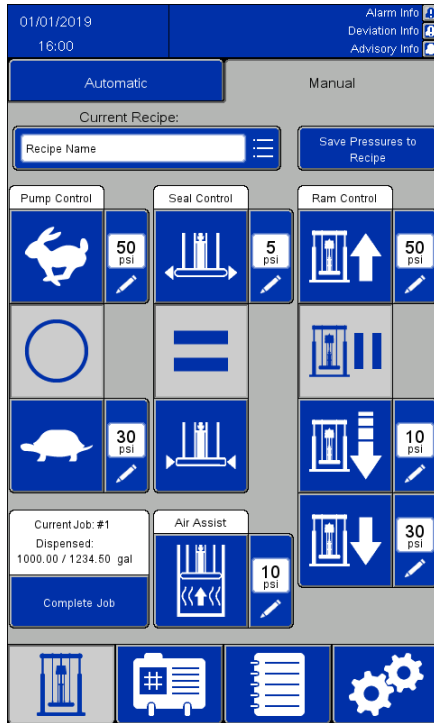 01/01/2019
16:00
Alarm Info
Deviation Info
Advisory Info
Automatic
Manual
Current Recipe:
Recipe Name
Save Pressures to
Recipe
Pump Control
Seal Control
Ram Control
50
psi
5
psi
50
psi
30
psi
10
psi
30
psi
Current Job: #1
Dispensed:
1000.00 / 1234.50 gal
Complete Job
Air Assist
10
psi
#